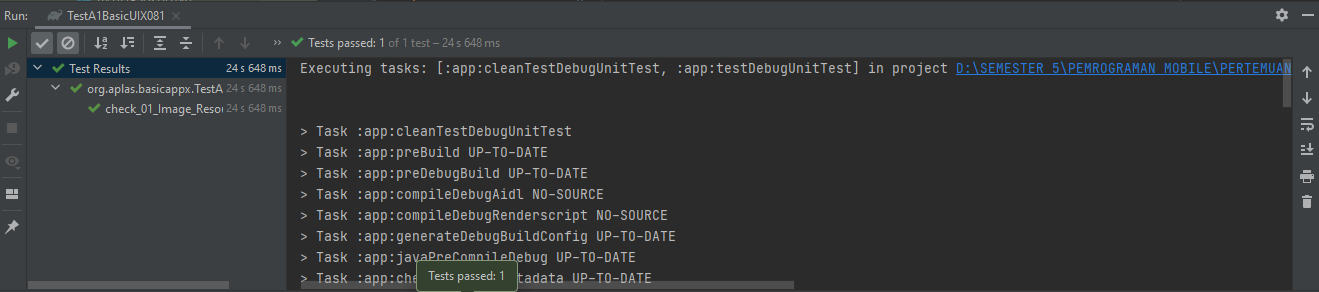 Run: TestA1BasicUIX081
Tests passed: 1 of 1 test – 24 s 648 ms
Test Results 24 s 648 ms
org.aplas.basicappx.TestA 24 s 648 ms
check_01_Image_Resou 24 s 648 ms
Executing tasks: [:app:cleanTestDebugUnitTest, :app:testDebugUnitTest] in project D:\SEMESTER 5\PEMROGRAMAN MOBILE\PERTEMUAN
> Task :app:cleanTestDebugUnitTest
> Task :app:preBuild UP-TO-DATE
> Task :app:preDebugBuild UP-TO-DATE
> Task :app:compileDebugAidl NO-SOURCE
> Task :app:compileDebugRenderscript NO-SOURCE
> Task :app:generateDebugBuildConfig UP-TO-DATE
> Task :app:javaPreCompileDebug UP-TO-DATE
> Task :app:che tadata UP-TO-DATE
Tests passed: 1